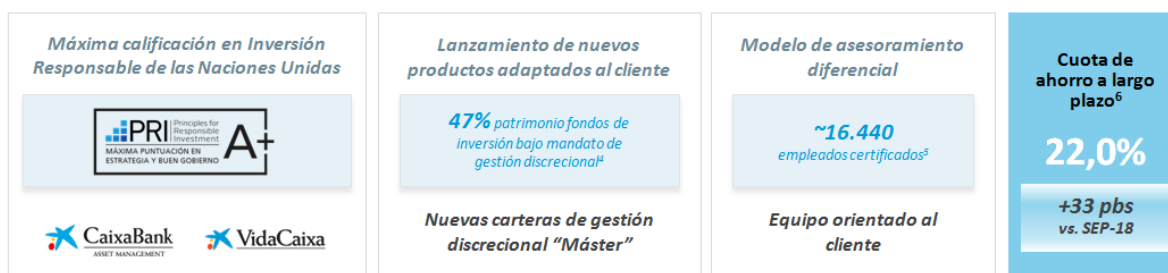 Máxima calificación en Inversión
Responsable de las Naciones Unidas
PRI Principles for
Responsible
Investment
MÁXIMA PUNTUACIÓN EN
ESTRATEGIA Y BUEN GOBIERNO
A+
CaixaBank
ASSET MANAGEMENT
VidaCaixa
Lanzamiento de nuevos
productos adaptados al cliente
47% patrimonio fondos de
inversión bajo mandato de
gestión discrecional⁴
Nuevas carteras de gestión
discrecional “Máster”
Modelo de asesoramiento
diferencial
~16.440
empleados certificados⁵
Equipo orientado al
cliente
Cuota de
ahorro a largo
plazo⁶
22,0%
+33 pbs
vs. SEP-18